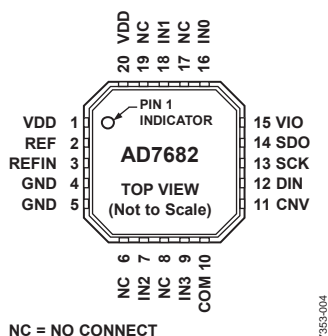 20 VDD
19 NC
18 IN1
17 NC
16 IN0
PIN 1
INDICATOR
VDD 1
REF 2
REFIN 3
GND 4
GND 5
AD7682
TOP VIEW
(Not to Scale)
15 VIO
14 SDO
13 SCK
12 DIN
11 CNV
NC 6
IN2 7
NC 8
IN3 9
COM 10
NC = NO CONNECT
7353-004